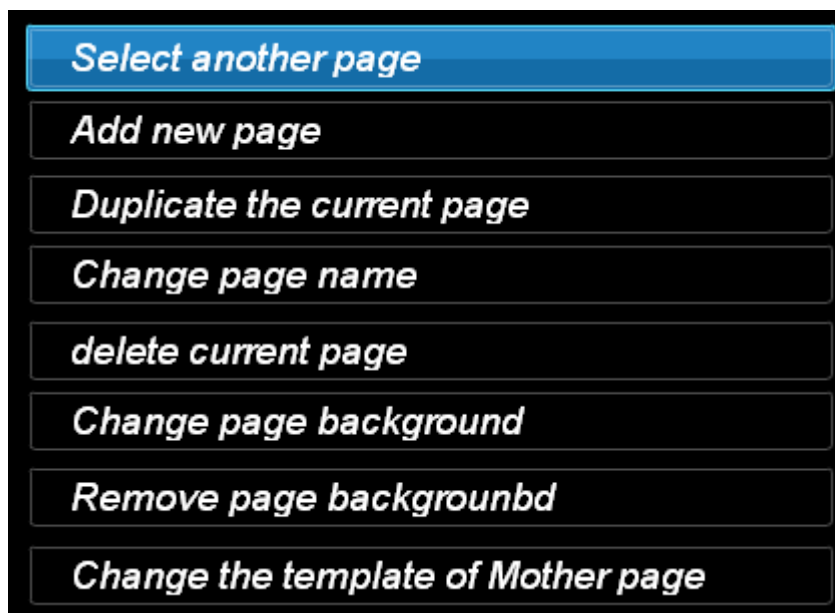 Select another page
Add new page
Duplicate the current page
Change page name
delete current page
Change page background
Remove page backgrounbd
Change the template of Mother page